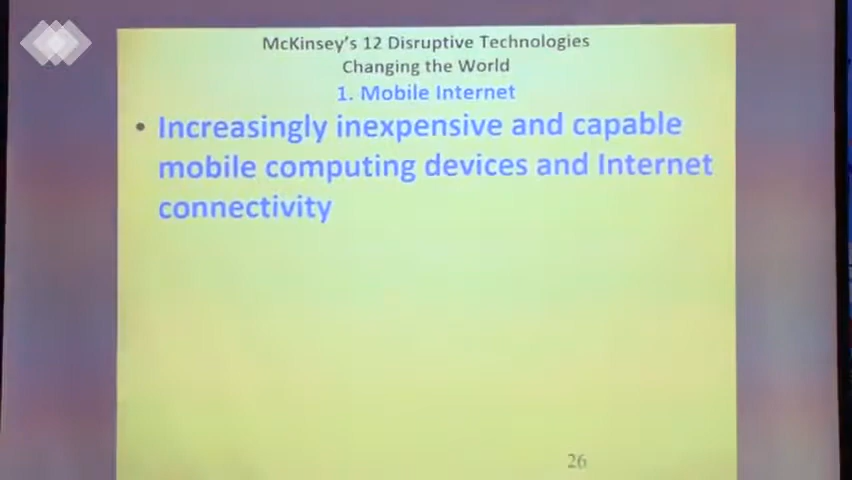 McKinsey's 12 Disruptive Technologies
Changing the World
1. Mobile Internet
• Increasingly inexpensive and capable
mobile computing devices and Internet
connectivity
26